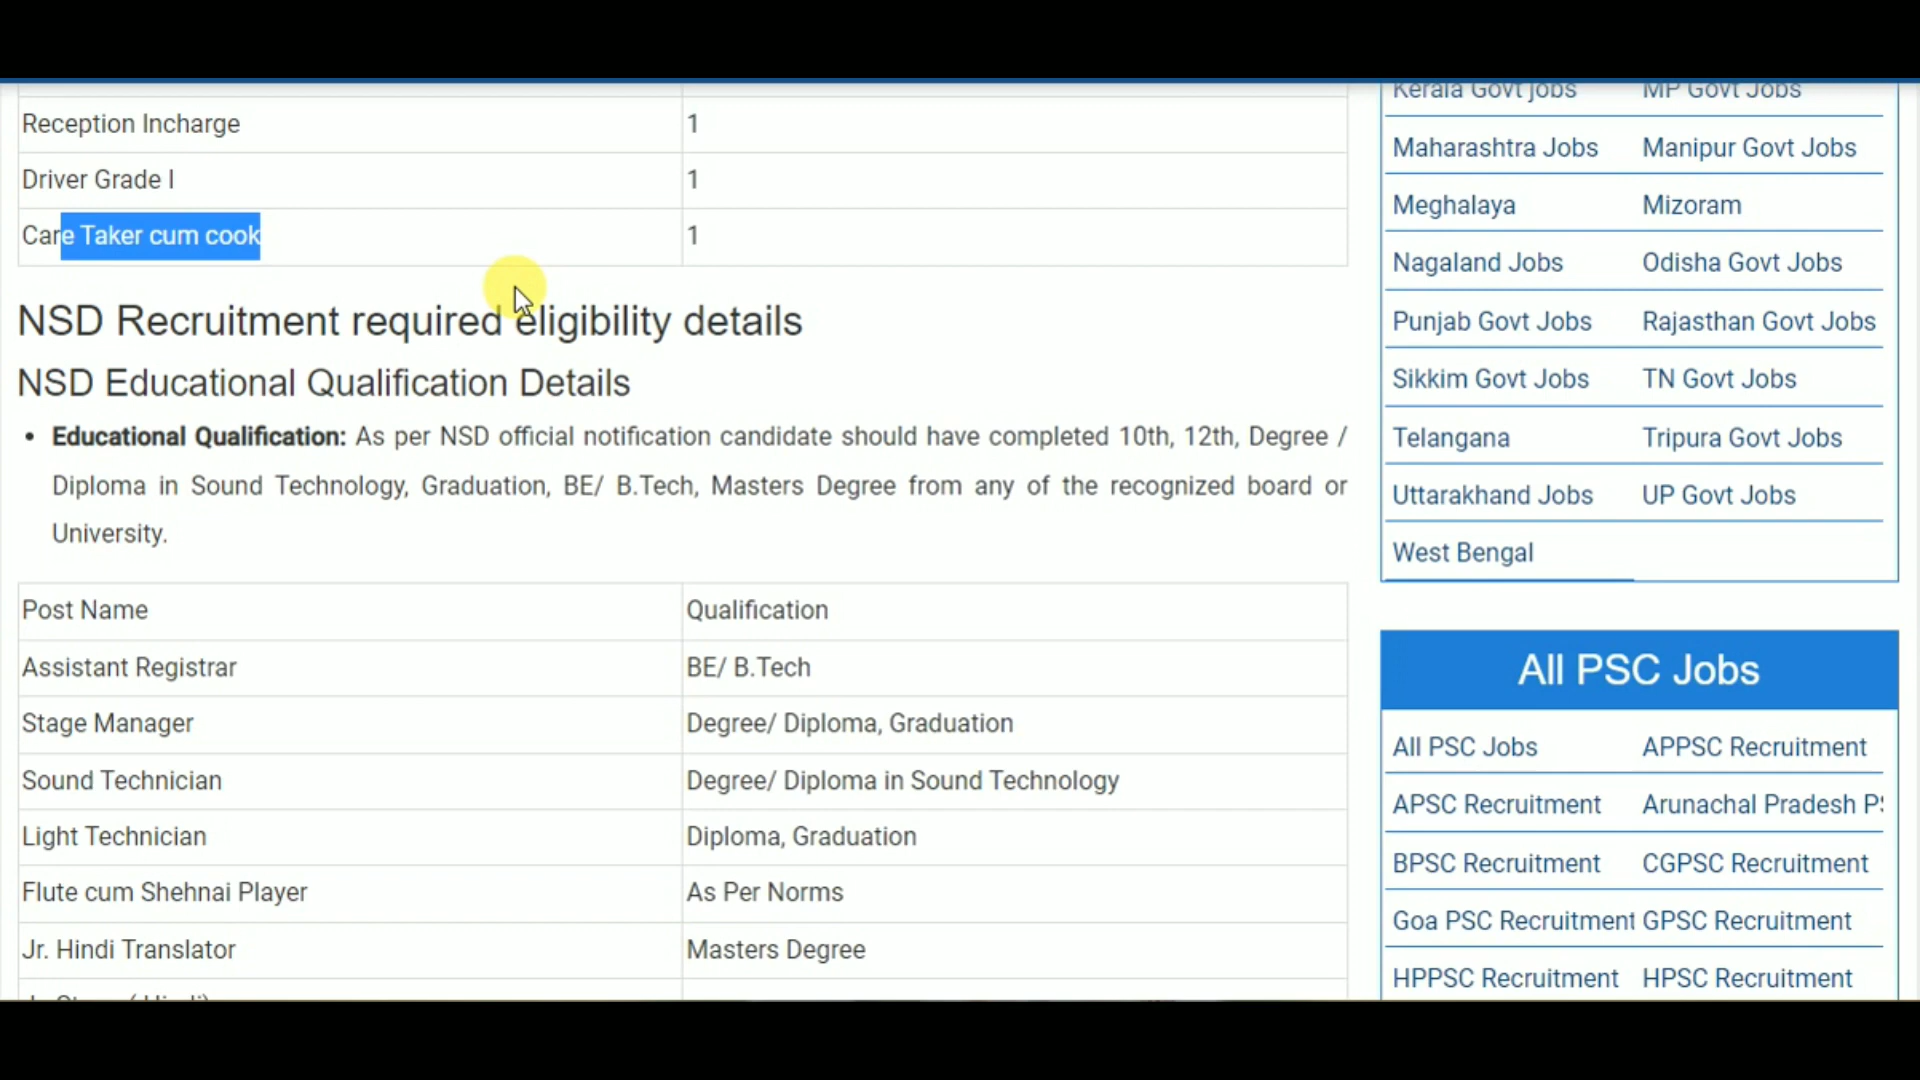 Reception Incharge 1
Driver Grade I 1
Care Taker cum cook 1
NSD Recruitment required eligibility details
NSD Educational Qualification Details
• Educational Qualification: As per NSD official notification candidate should have completed 10th, 12th, Degree /
Diploma in Sound Technology, Graduation, BE/ B.Tech, Masters Degree from any of the recognized board or
University.
Post Name Qualification
Assistant Registrar BE/ B.Tech
Stage Manager Degree/ Diploma, Graduation
Sound Technician Degree/ Diploma in Sound Technology
Light Technician Diploma, Graduation
Flute cum Shehnai Player As Per Norms
Jr. Hindi Translator Masters Degree
Kerala Govt jobs MP Govt Jobs
Maharashtra Jobs Manipur Govt Jobs
Meghalaya Mizoram
Nagaland Jobs Odisha Govt Jobs
Punjab Govt Jobs Rajasthan Govt Jobs
Sikkim Govt Jobs TN Govt Jobs
Telangana Tripura Govt Jobs
Uttarakhand Jobs UP Govt Jobs
West Bengal
All PSC Jobs
All PSC Jobs APPSC Recruitment
APSC Recruitment Arunachal Pradesh
BPSC Recruitment CGPSC Recruitment
Goa PSC Recruitment GPSC Recruitment
HPPSC Recruitment HPSC Recruitment